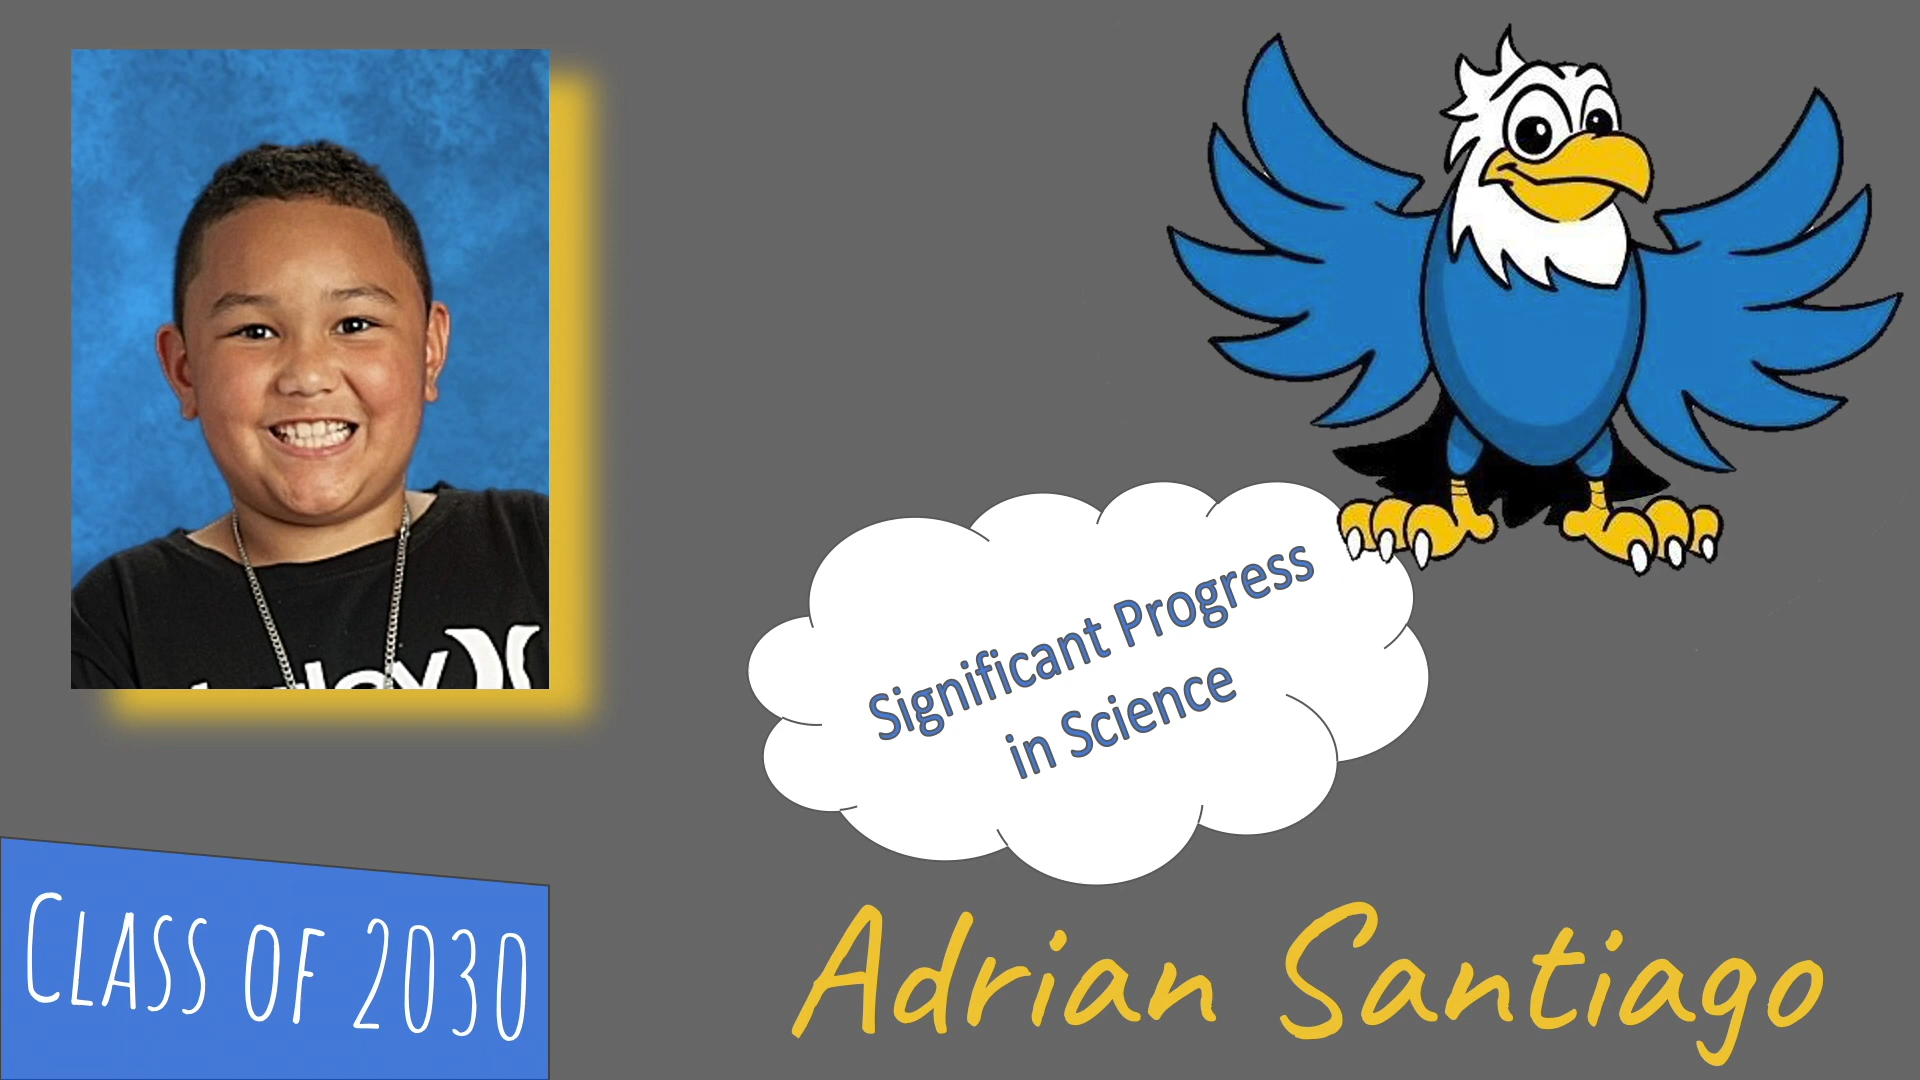 Significant Progress
in Science
Class of 2030
Adrian Santiago